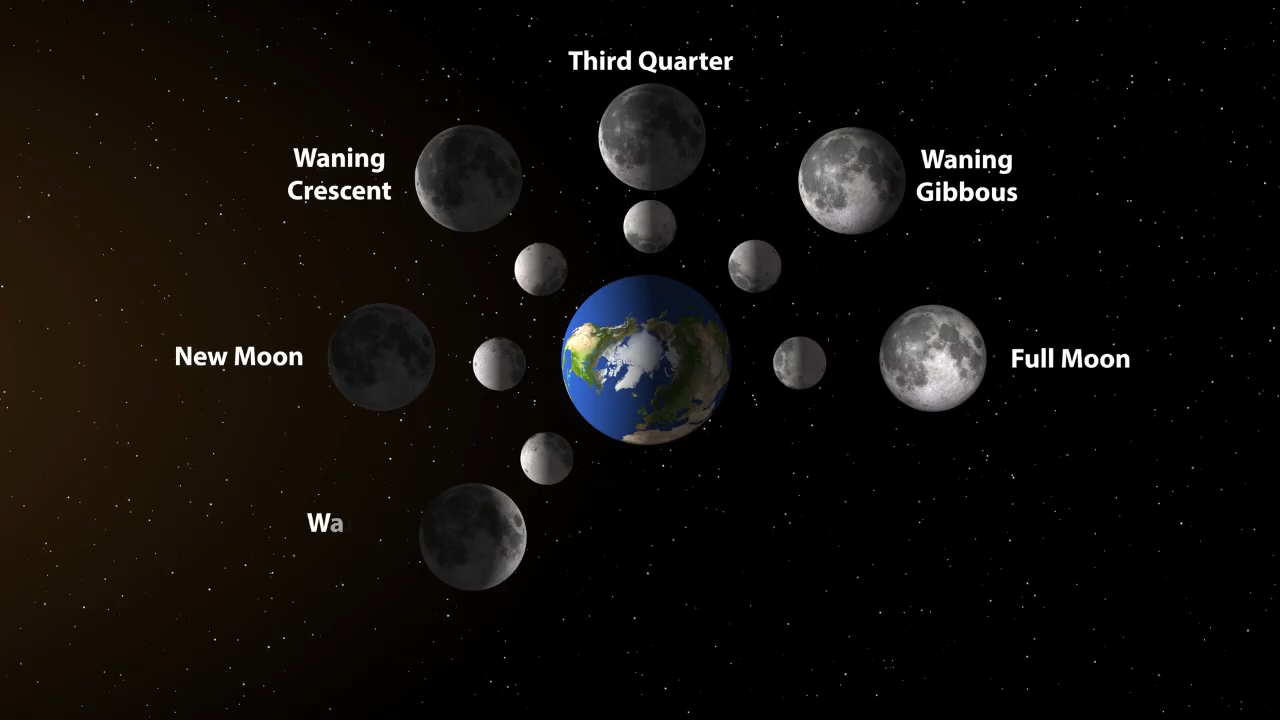 Third Quarter
Waning
Crescent
Waning
Gibbous
New Moon
Full Moon
Wa